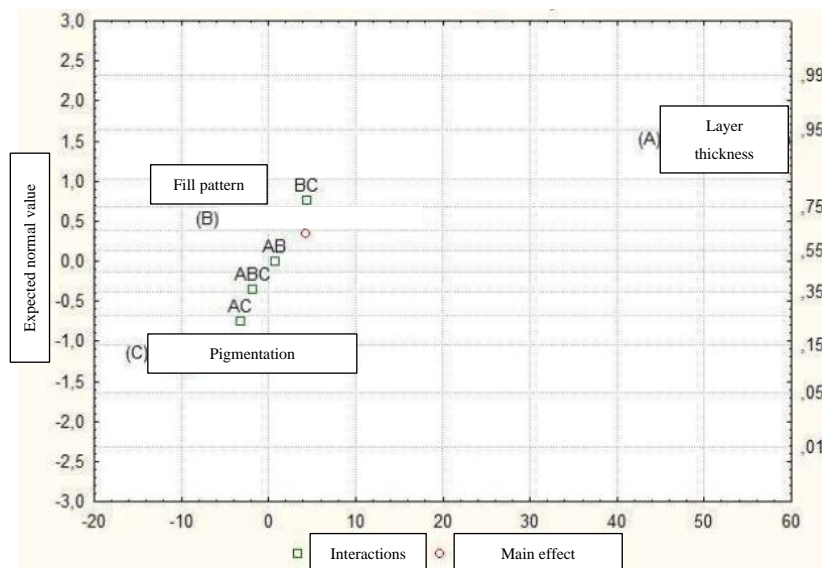 3,0
2,5
2,0
1,5
1,0
0,5
0,0
-0,5
-1,0
-1,5
-2,0
-2,5
-3,0
Expected normal value
,99
,95
,75
,55
,35
,15
,05
,01
(A) Layer
thickness
Fill pattern
BC
(B)
AB
ABC
AC
(C) Pigmentation
-20 -10 0 10 20 30 40 50 60
Interactions Main effect